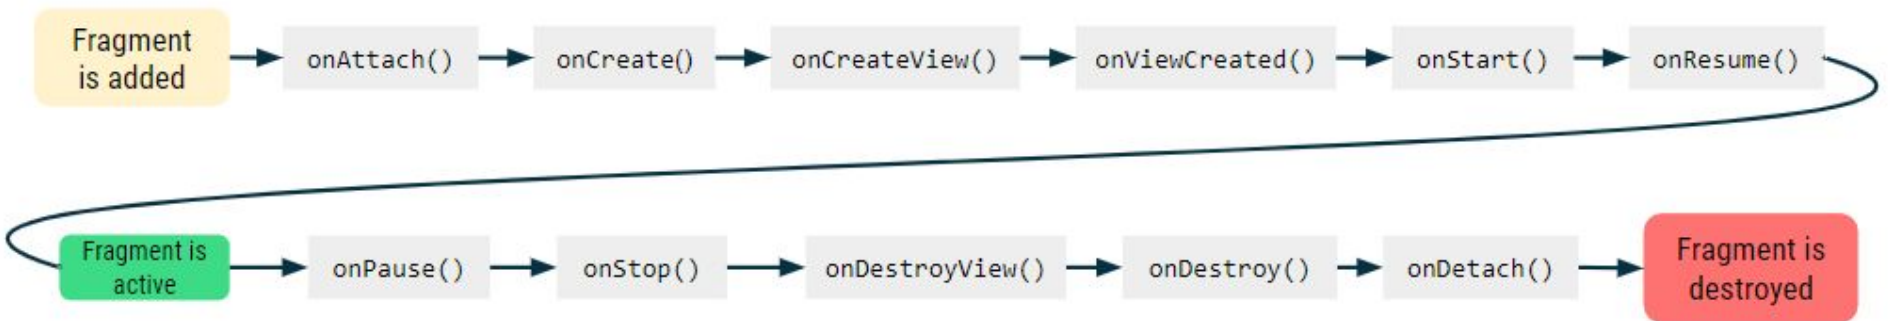 Fragment
is added
onAttach()
onCreate()
onCreateView()
onViewCreated()
onStart()
onResume()
Fragment is
active
onPause()
onStop()
onDestroyView()
onDestroy()
onDetach()
Fragment is
destroyed